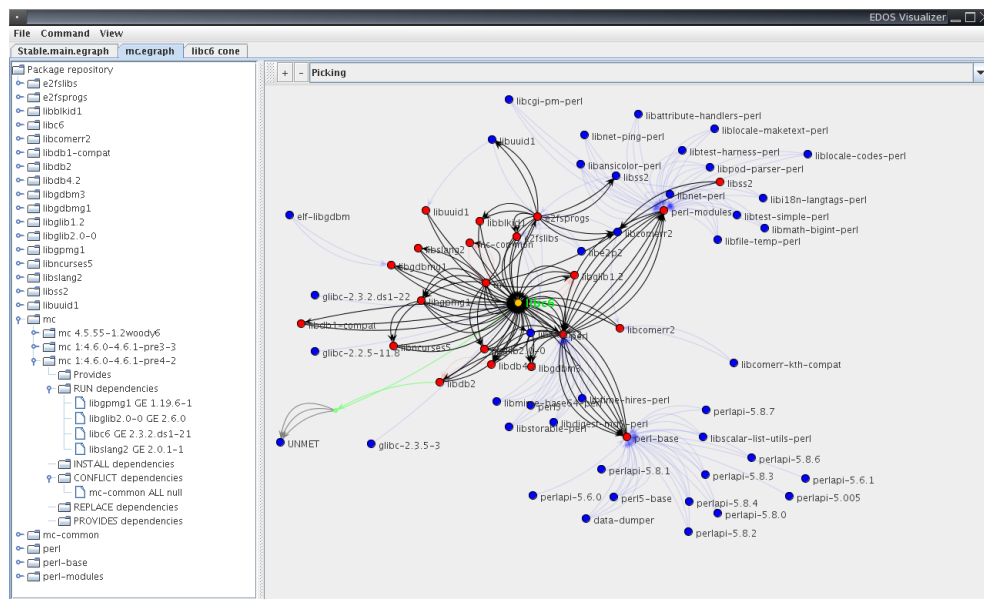 EDOS Visualizer
File Command View
Stable.main.egraph mc.egraph libc6 cone
Package repository
e2fslibs
e2fsprogs
libblkid1
libc6
libcomerr2
libdb1-compat
libdb2
libdb4.2
libgdbm3
libgdbmg1
libglib1.2
libglib2.0-0
libgpmg1
libncurses5
libslang2
libss2
libuuid1
mc
mc 4.5.55-1.2woody6
mc 1:4.6.0-4.6.1-pre3-3
mc 1:4.6.0-4.6.1-pre4-2
Provides
RUN dependencies
libgpmg1 GE 1.19.6-1
libglib2.0-0 GE 2.6.0
libc6 GE 2.3.2.ds1-21
libslang2 GE 2.0.1-1
INSTALL dependencies
CONFLICT dependencies
mc-common ALL null
REPLACE dependencies
PROVIDES dependencies
mc-common
perl
perl-base
perl-modules
+ - Picking
libcgi-pm-perl
libattribute-handlers-perl
liblocale-maketext-perl
libnet-ping-perl
libuuid1
libtest-harness-perl
liblocale-codes-perl
libansicolor-perl
libpod-parser-perl
libss2
libss2
libnet-perl
libi18n-langtags-perl
libuuid1
perl-modules
elf-libgdbm
e2fsprogs
libtest-simple-perl
libblkid1
libmath-bigint-perl
libcomerr2
e2fslibs
libfile-temp-perl
mc-common
libslang2
libe2p2
libgdbmg1
libglib1.2
glibc-2.3.2.ds1-22
libgpmg1
libc6
libdb1-compat
libcomerr2
perl
libncurses5
glibc-2.2.5-11.8
libgdbm3
libcomerr-kth-compat
libdb2
libtime-hires-perl
perl5
perlapi-5.8.7
libdigest-md5-perl
libstorable-perl
UNMET
glibc-2.3.5-3
perl-base
libscalar-list-utils-perl
perlapi-5.8.6
perlapi-5.8.1
perlapi-5.8.3
perlapi-5.6.1
perlapi-5.6.0
perl5-base
perlapi-5.005
perlapi-5.8.4
perlapi-5.8.0
data-dumper
perlapi-5.8.2